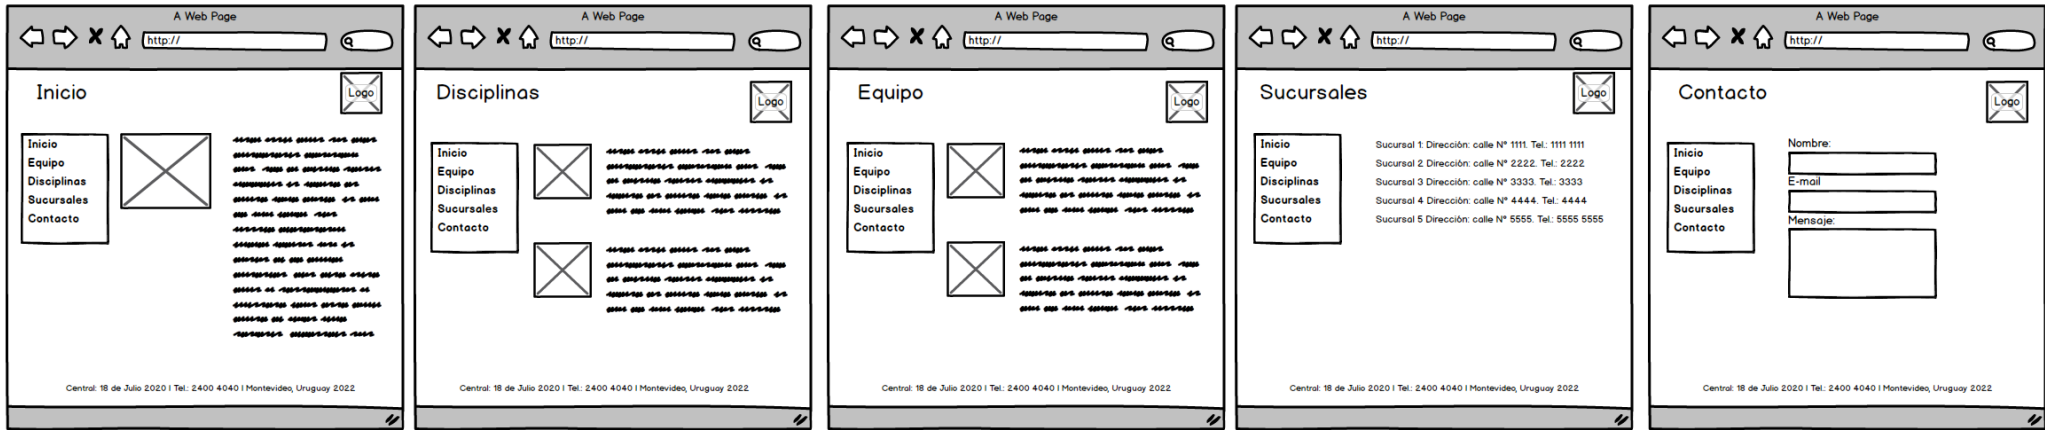 A Web Page
http://
Inicio
Logo
Inicio
Equipo
Disciplinas
Sucursales
Contacto
Central: 18 de Julio 2020 | Tel.: 2400 4040 | Montevideo, Uruguay 2022
A Web Page
http://
Disciplinas
Logo
Inicio
Equipo
Disciplinas
Sucursales
Contacto
Central: 18 de Julio 2020 | Tel.: 2400 4040 | Montevideo, Uruguay 2022
A Web Page
http://
Equipo
Logo
Inicio
Equipo
Disciplinas
Sucursales
Contacto
Central: 18 de Julio 2020 | Tel.: 2400 4040 | Montevideo, Uruguay 2022
A Web Page
http://
Sucursales
Logo
Inicio
Equipo
Disciplinas
Sucursales
Contacto
Sucursal 1: Dirección: calle Nº 1111. Tel.: 1111 1111
Sucursal 2 Dirección: calle Nº 2222. Tel.: 2222
Sucursal 3 Dirección: calle Nº 3333. Tel.: 3333
Sucursal 4 Dirección: calle Nº 4444. Tel.: 4444
Sucursal 5 Dirección: calle Nº 5555. Tel.: 5555 5555
Central: 18 de Julio 2020 | Tel.: 2400 4040 | Montevideo, Uruguay 2022
A Web Page
http://
Contacto
Logo
Inicio
Equipo
Disciplinas
Sucursales
Contacto
Nombre:
E-mail
Mensaje:
Central: 18 de Julio 2020 | Tel.: 2400 4040 | Montevideo, Uruguay 2022